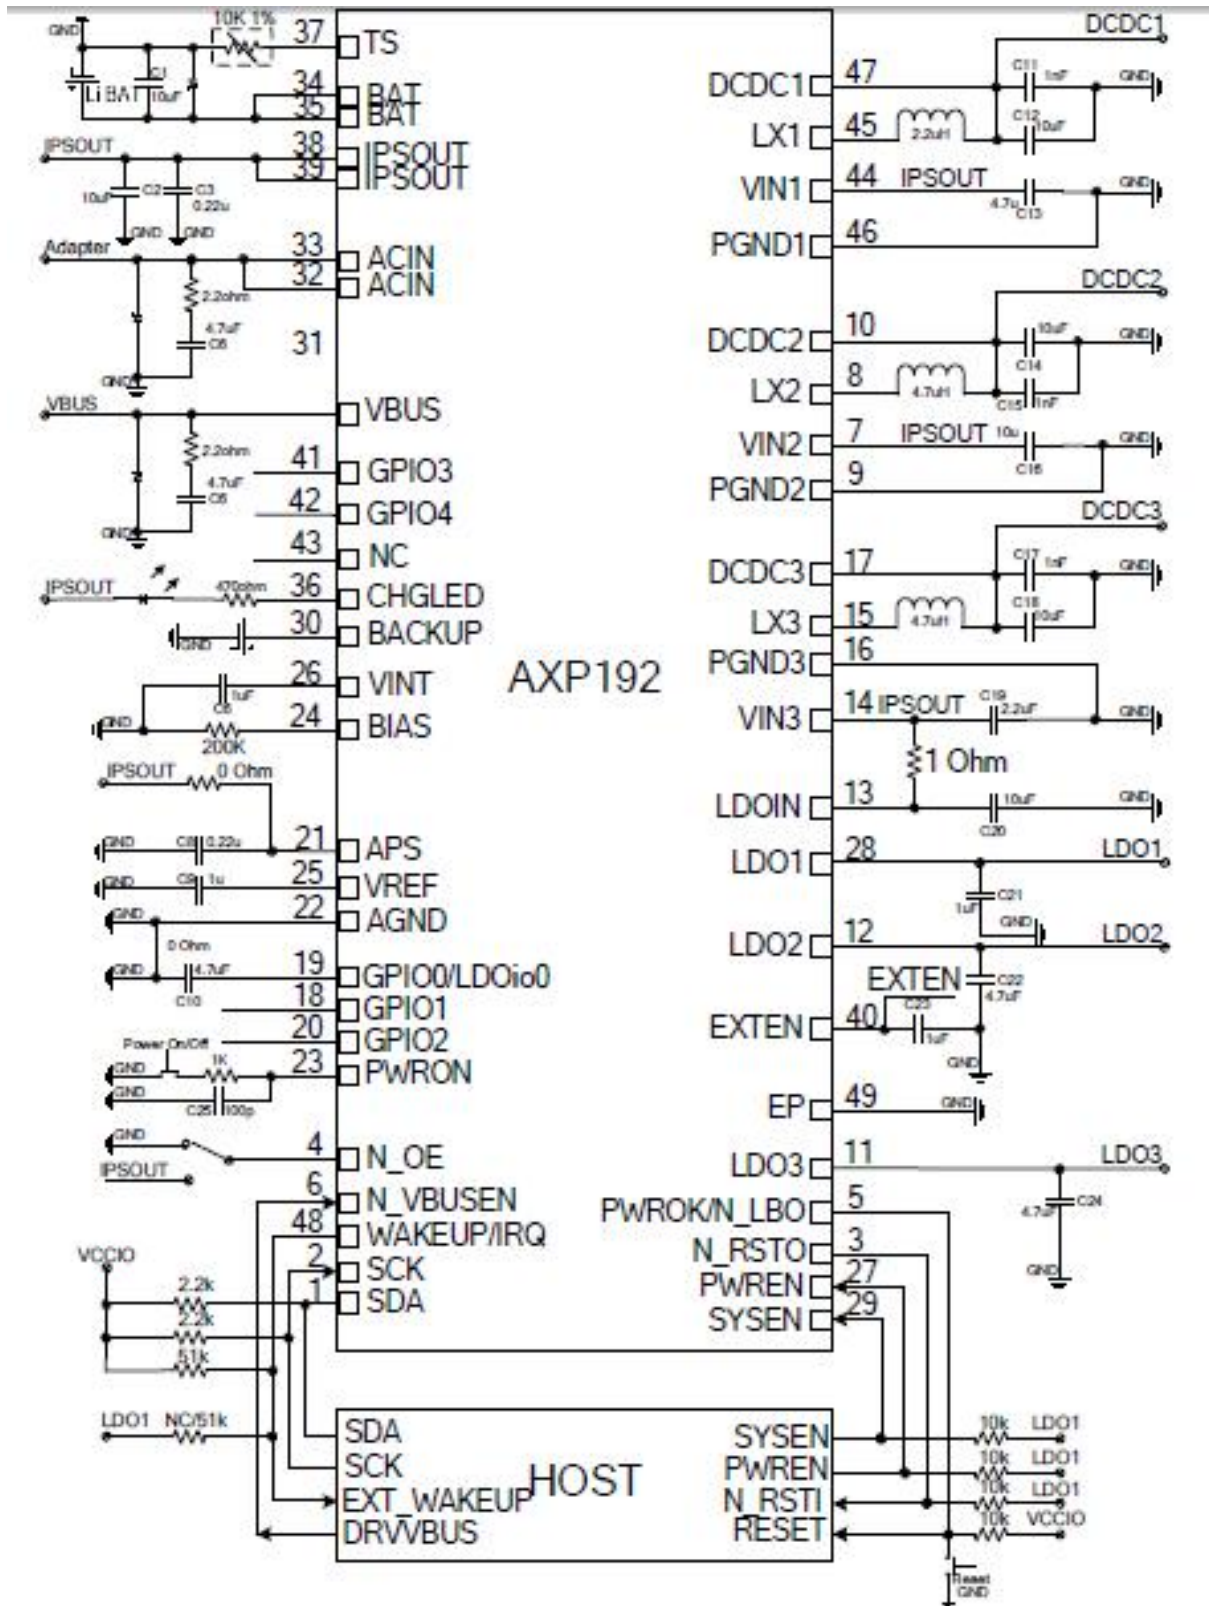 GND
10K 1%
37
TS
C1
10uF
Li BAT
34
BAT
35
BAT
IPSOUT
38
IPSOUT
39
IPSOUT
10uF
C2
C3
0.22u
GND
GND
Adapter
33
ACIN
32
ACIN
2.2ohm
4.7uF
C6
31
GND
VBUS
VBUS
2.2ohm
41
GPIO3
4.7uF
42
GPIO4
GND
43
NC
IPSOUT
470ohm
36
CHGLED
GND
30
BACKUP
26
VINT
1uF
GND
24
BIAS
200K
IPSOUT
0 Ohm
GND
C8
0.22u
21
APS
GND
C9
1u
25
VREF
GND
22
AGND
0 Ohm
GND
4.7uF
C10
19
GPIO0/LDOio0
18
GPIO1
20
GPIO2
Power On/Off
GND
1K
23
PWRON
GND
C25
100p
GND
4
N_OE
IPSOUT
6
N_VBUSEN
48
WAKEUP/IRQ
VCCIO
2
SCK
2.2k
1
SDA
2.2k
51k
LDO1
NC/51k
AXP192
DCDC1
DCDC1
47
C11
1nF
GND
C12
10uF
LX1
45
2.2uH
VIN1
44
IPSOUT
4.7u
C13
GND
PGND1
46
DCDC2
DCDC2
10
10uF
C14
GND
LX2
8
4.7uH
C15
1nF
VIN2
7
IPSOUT
10u
C16
GND
PGND2
9
DCDC3
DCDC3
17
C17
1nF
GND
C18
10uF
LX3
15
4.7uH
PGND3
16
VIN3
14
IPSOUT
C19
2.2uF
GND
1 Ohm
LDOIN
13
10uF
C20
GND
LDO1
28
LDO1
C21
1uF
GND
LDO2
12
LDO2
C22
4.7uF
EXTEN
EXTEN
40
C23
1uF
GND
EP
49
GND
LDO3
11
LDO3
C24
4.7uF
GND
PWROK/N_LBO
5
N_RSTO
3
PWREN
27
SYSEN
29
HOST
SDA
SCK
EXT_WAKEUP
DRVVBUS
SYSEN
10k
LDO1
PWREN
10k
LDO1
N_RSTI
10k
LDO1
RESET
10k
VCCIO
Reset
GND